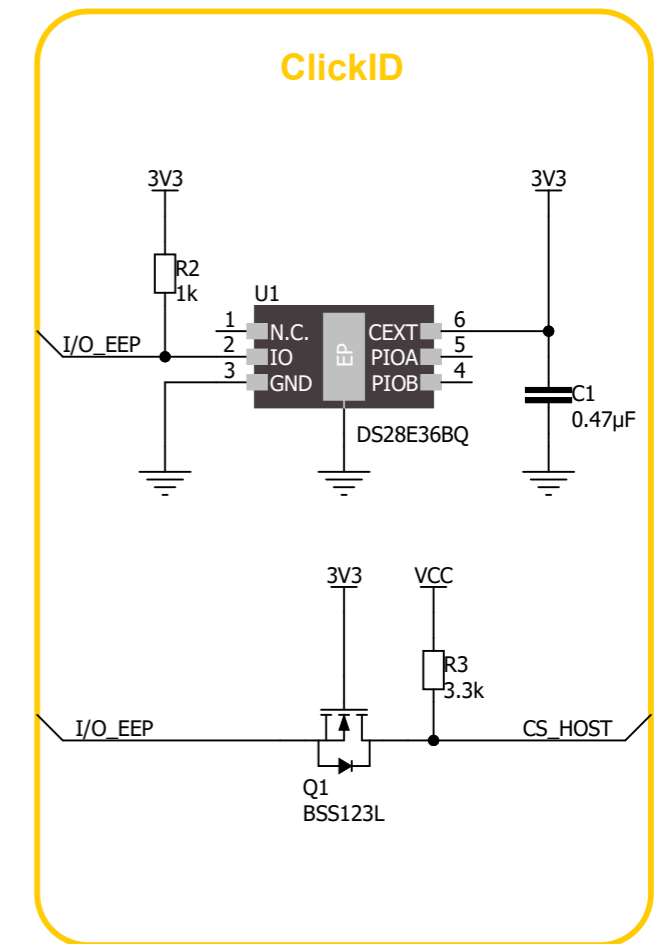 ClickID
3V3
3V3
R2
1k
U1
I/O_EEP
1
2
3
N.C.
IO
GND
EP
CEXT
PIOA
PIOB
6
5
4
C1
0.47µF
DS28E36BQ
3V3
VCC
R3
3.3k
I/O_EEP
CS_HOST
Q1
BSS123L